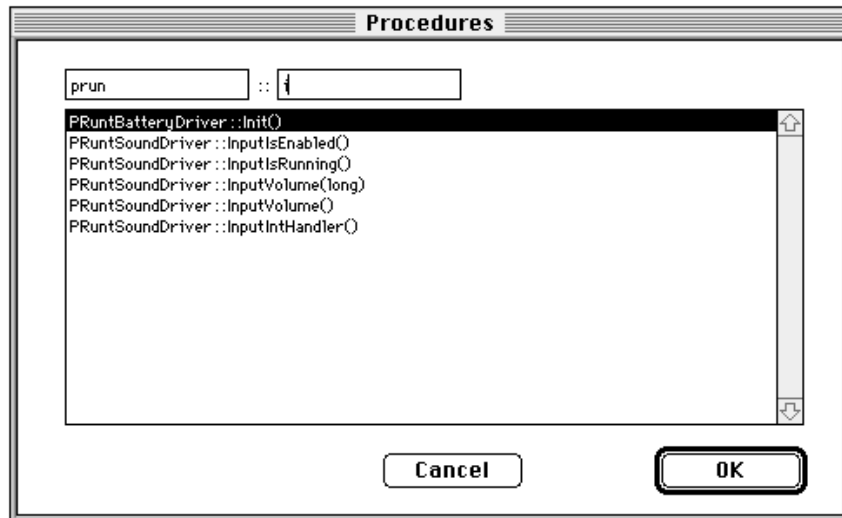 Procedures
prun :: i
PRuntBatteryDriver::Init()
PRuntSoundDriver::InputIsEnabled()
PRuntSoundDriver::InputIsRunning()
PRuntSoundDriver::InputVolume(long)
PRuntSoundDriver::InputVolume()
PRuntSoundDriver::InputIntHandler()
Cancel OK